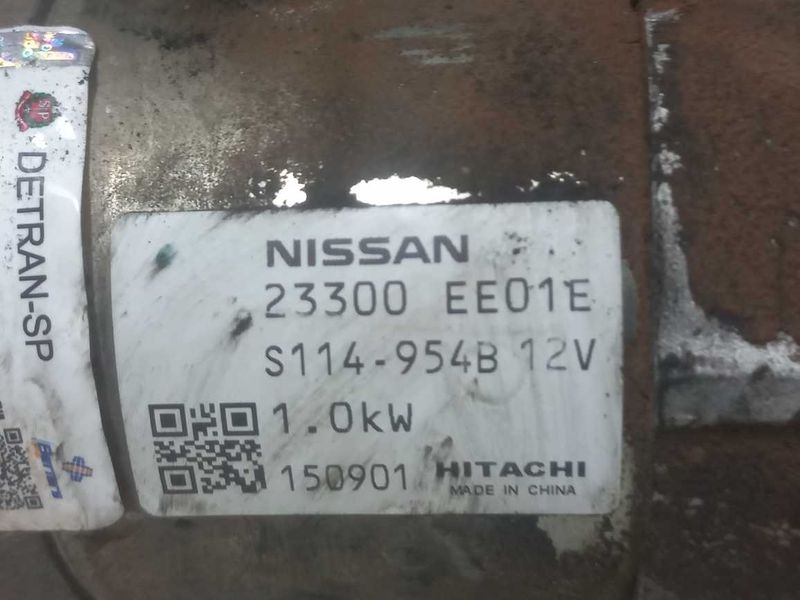 DETRAN-SP
NISSAN
23300 EE01E
S114-954B 12V
1.0kW
150901 HITACHI
MADE IN CHINA